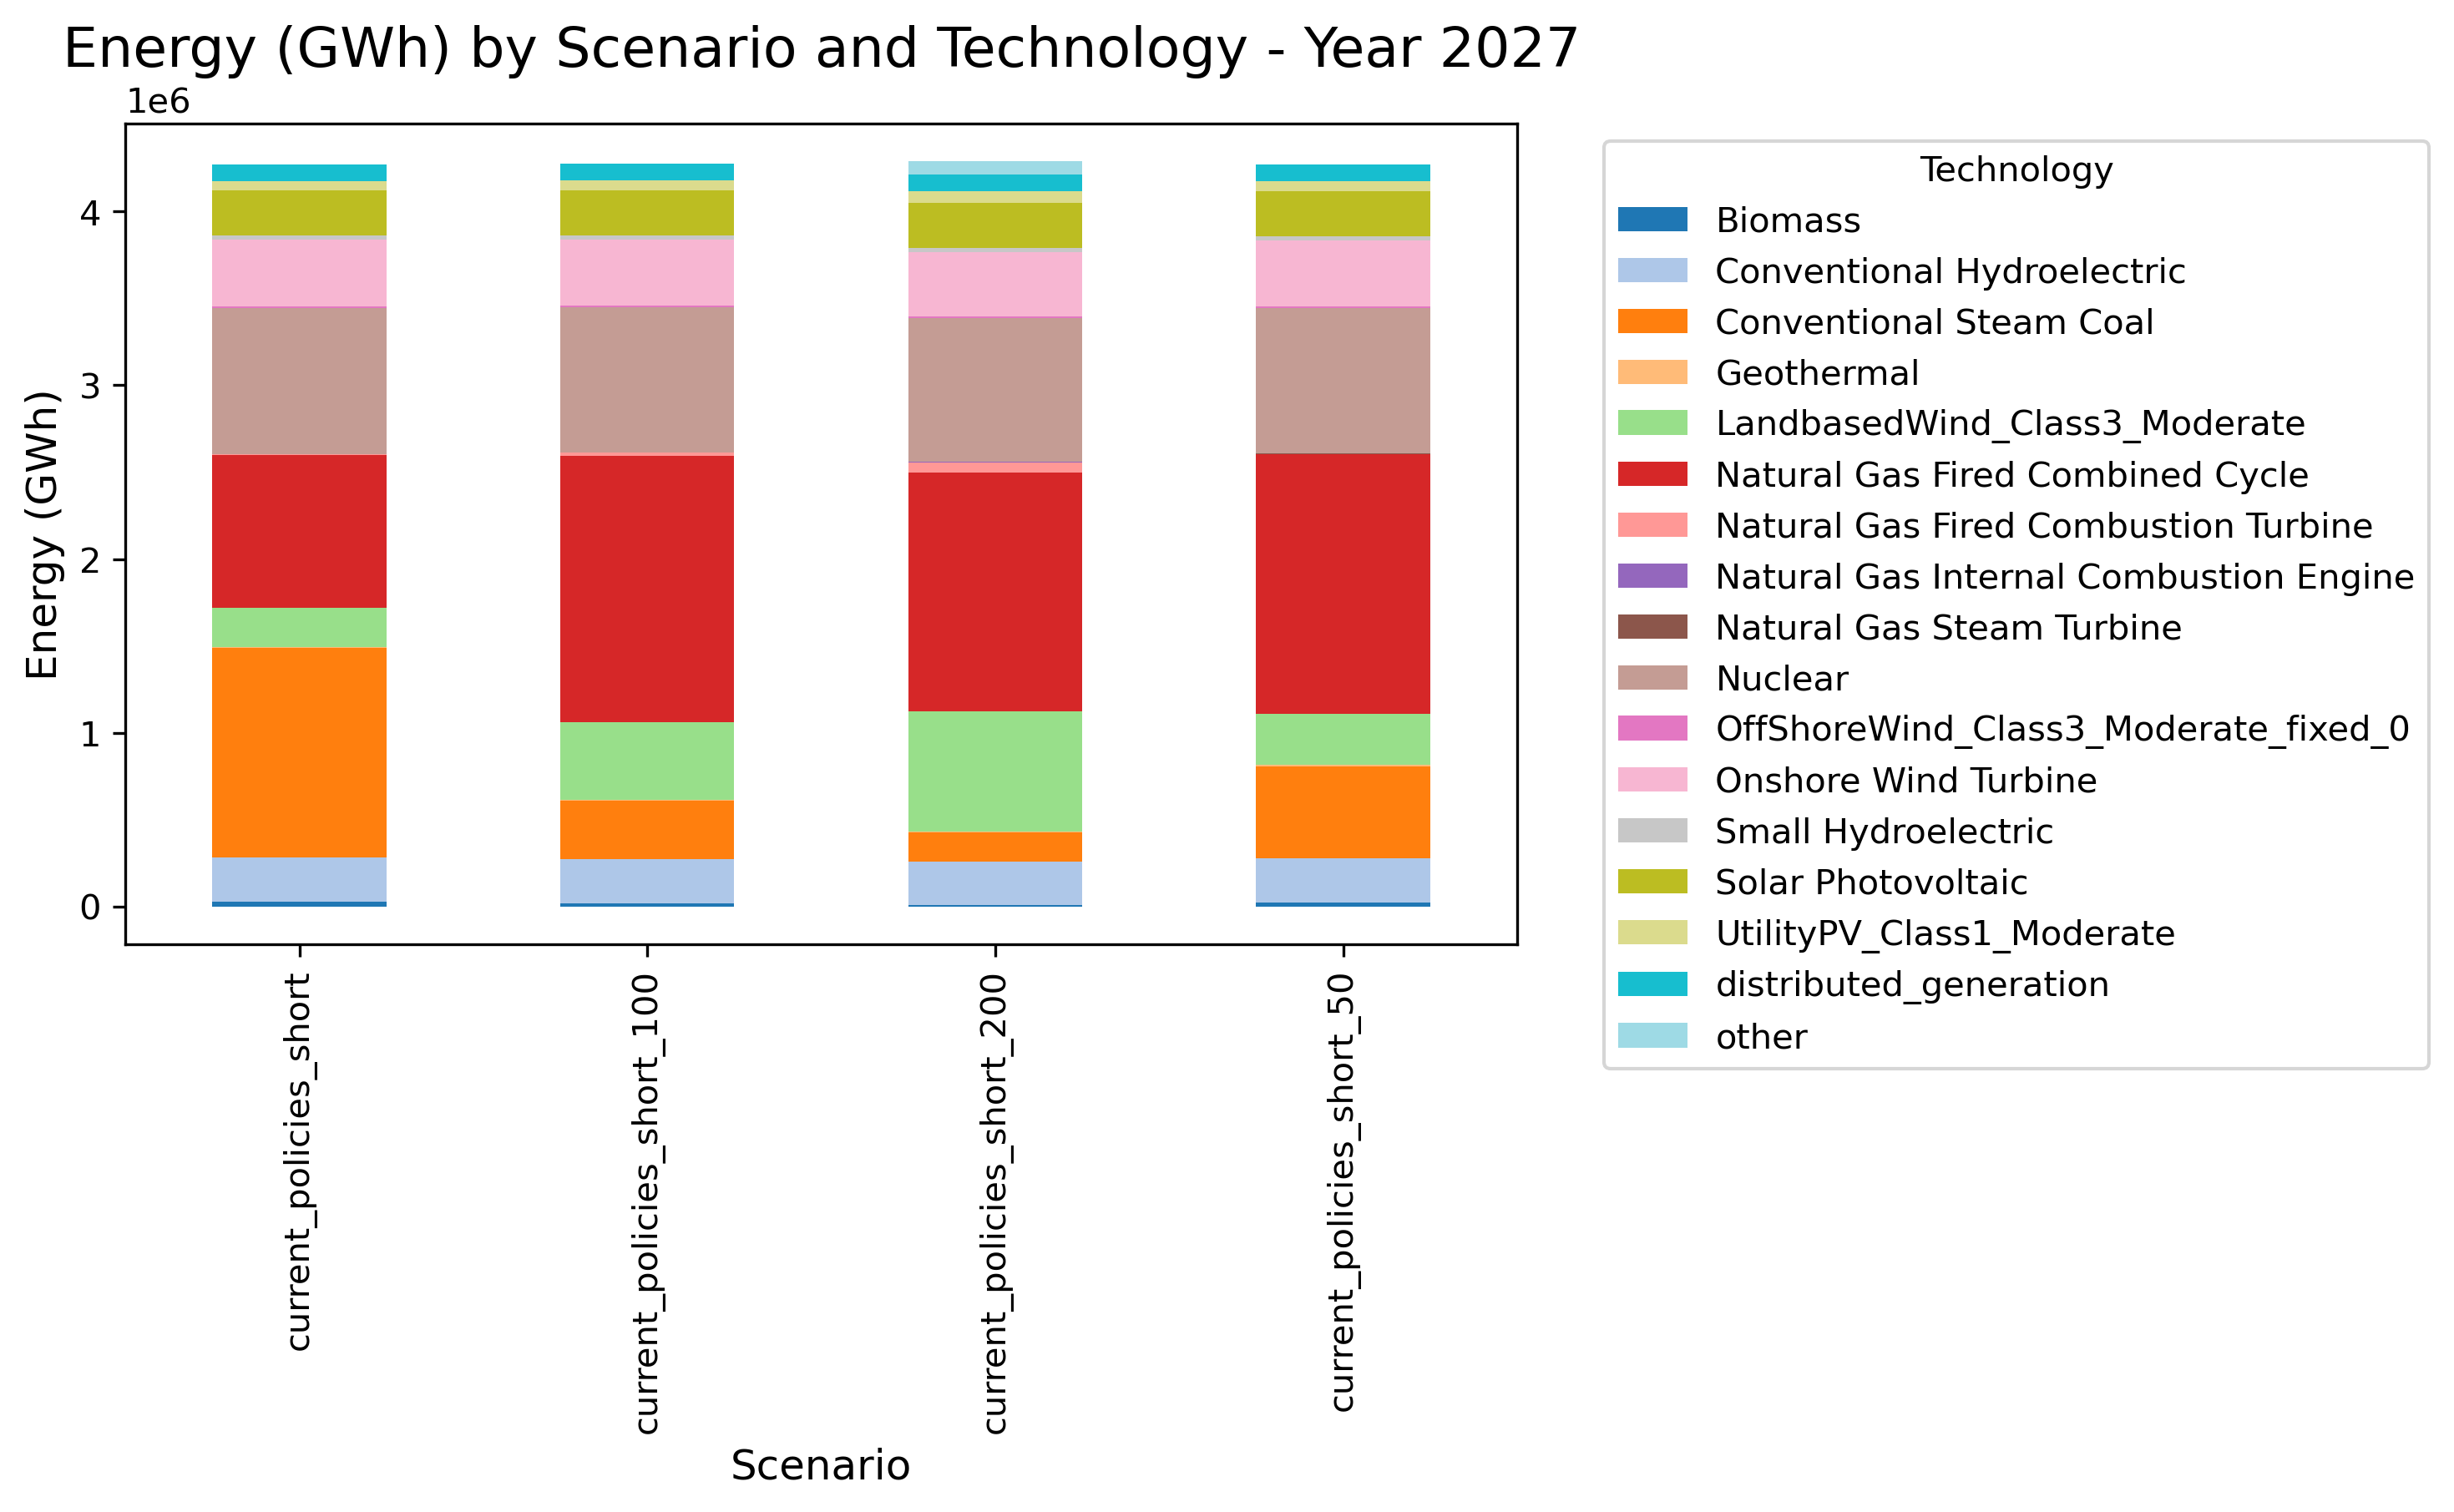 Energy (GWh) by Scenario and Technology - Year 2027
1e6
4
3
2
1
0
Energy (GWh)
current_policies_short
current_policies_short_100
current_policies_short_200
current_policies_short_50
Scenario
Technology
Biomass
Conventional Hydroelectric
Conventional Steam Coal
Geothermal
LandbasedWind_Class3_Moderate
Natural Gas Fired Combined Cycle
Natural Gas Fired Combustion Turbine
Natural Gas Internal Combustion Engine
Natural Gas Steam Turbine
Nuclear
OffShoreWind_Class3_Moderate_fixed_0
Onshore Wind Turbine
Small Hydroelectric
Solar Photovoltaic
UtilityPV_Class1_Moderate
distributed_generation
other